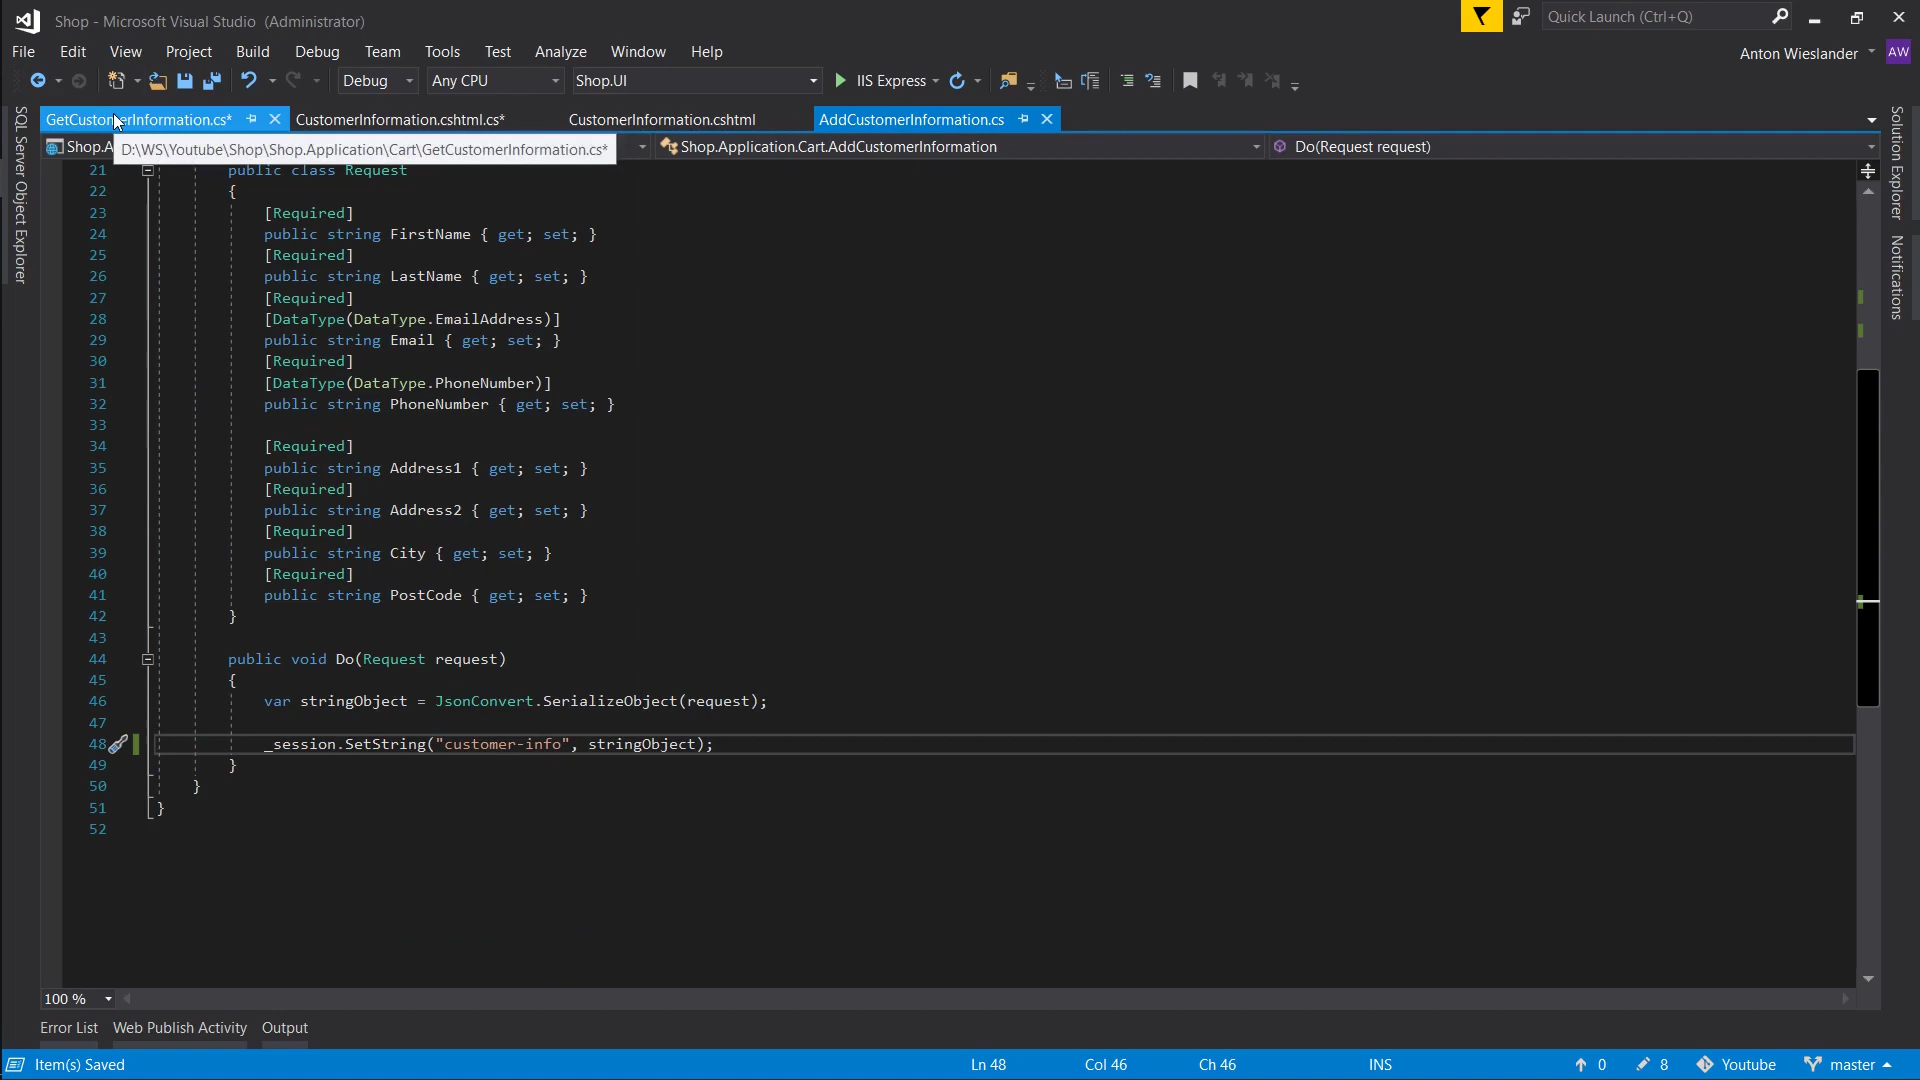 Shop - Microsoft Visual Studio (Administrator)
Quick Launch (Ctrl+Q)
File Edit View Project Build Debug Team Tools Test Analyze Window Help
Anton Wieslander AW
Debug Any CPU Shop.UI IIS Express
GetCustomerInformation.cs* CustomerInformation.cshtml.cs* CustomerInformation.cshtml AddCustomerInformation.cs
Shop.A Shop.Application.Cart.AddCustomerInformation Do(Request request)
D:\WS\Youtube\Shop\Shop.Application\Cart\GetCustomerInformation.cs*
SQL Server Object Explorer
Solution Explorer
Notifications
21 public class Request
22 {
23 [Required]
24 public string FirstName { get; set; }
25 [Required]
26 public string LastName { get; set; }
27 [Required]
28 [DataType(DataType.EmailAddress)]
29 public string Email { get; set; }
30 [Required]
31 [DataType(DataType.PhoneNumber)]
32 public string PhoneNumber { get; set; }
33
34 [Required]
35 public string Address1 { get; set; }
36 [Required]
37 public string Address2 { get; set; }
38 [Required]
39 public string City { get; set; }
40 [Required]
41 public string PostCode { get; set; }
42 }
43
44 public void Do(Request request)
45 {
46 var stringObject = JsonConvert.SerializeObject(request);
47
48 _session.SetString("customer-info", stringObject);
49 }
50 }
51 }
52
100 %
Error List Web Publish Activity Output
Item(s) Saved Ln 48 Col 46 Ch 46 INS 0 8 Youtube master